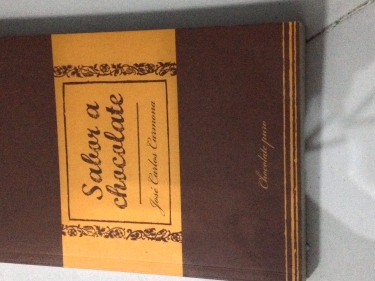 Sabor a
chocolate
José Carlos Carmona
Chocolate puro